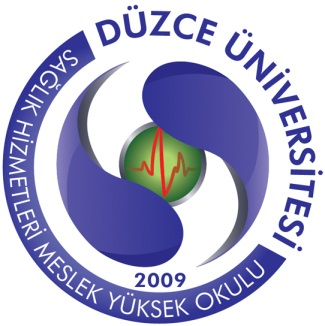 DÜZCE ÜNİVERSİTESİ
SAĞLIK HİZMETLERİ MESLEK YÜKSEK OKULU
2009